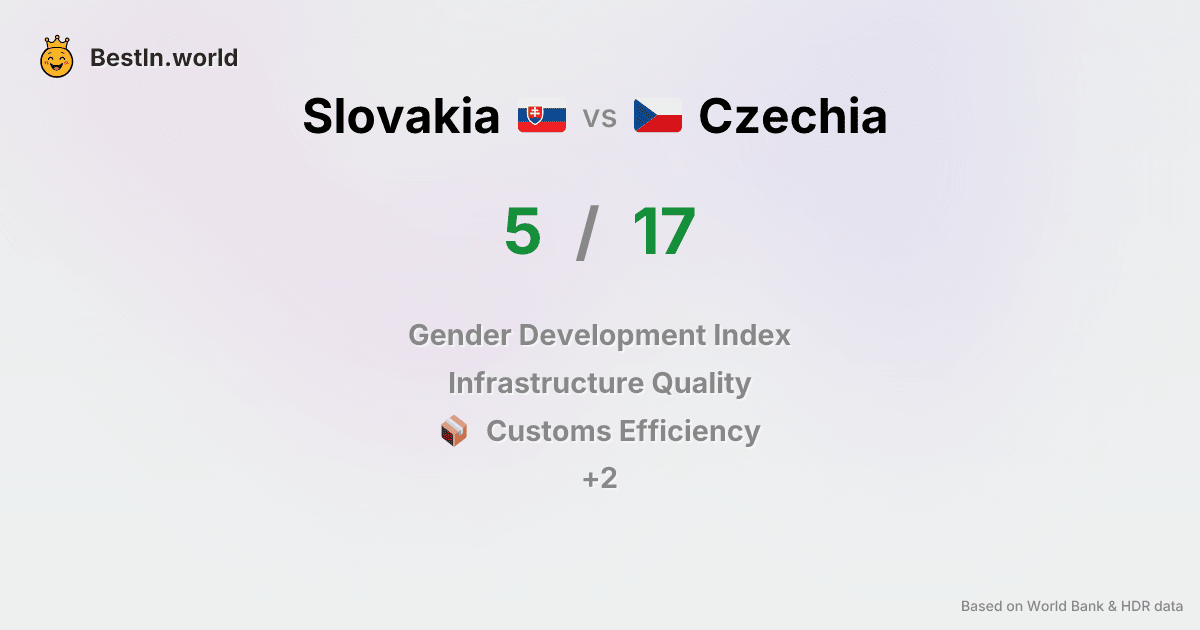 BestIn.world
Slovakia vs Czechia
5 / 17
Gender Development Index
Infrastructure Quality
Customs Efficiency
+2
Based on World Bank & HDR data